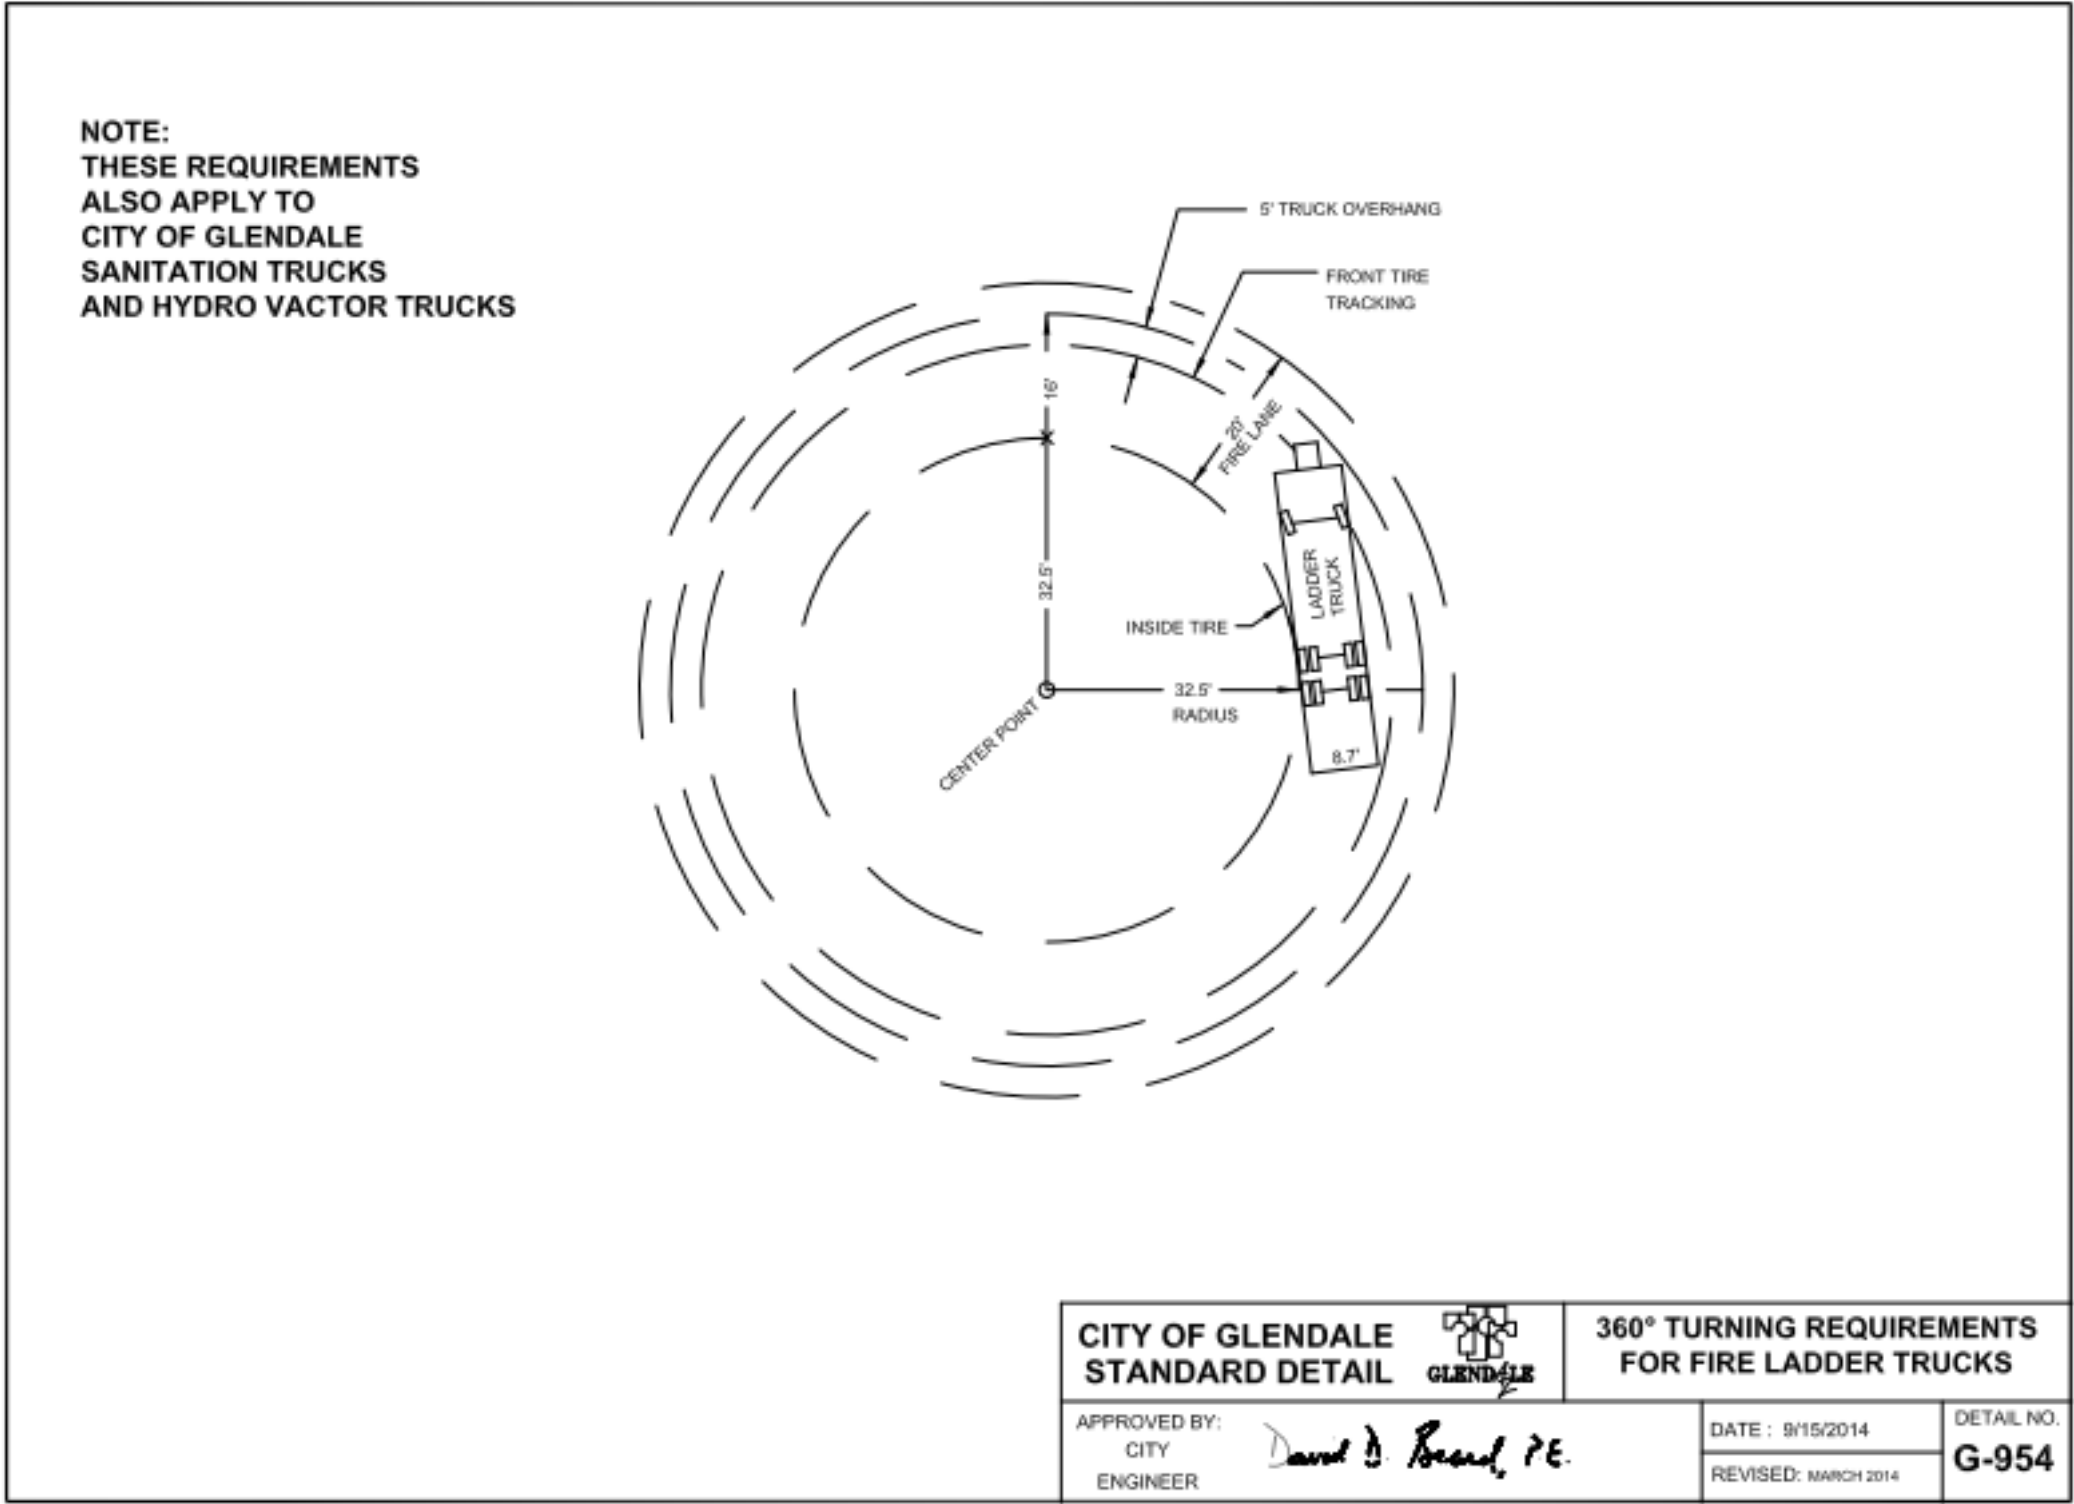 NOTE:
THESE REQUIREMENTS
ALSO APPLY TO
CITY OF GLENDALE
SANITATION TRUCKS
AND HYDRO VACTOR TRUCKS
5' TRUCK OVERHANG
FRONT TIRE
TRACKING
16'
20'
FIRE LANE
32.5'
LADDER
TRUCK
INSIDE TIRE
32.5'
RADIUS
CENTER POINT
8.7'
CITY OF GLENDALE
STANDARD DETAIL
GLENDALE
360° TURNING REQUIREMENTS
FOR FIRE LADDER TRUCKS
APPROVED BY:
CITY
ENGINEER
David D. Beard, P.E.
DATE : 9/15/2014
REVISED: MARCH 2014
DETAIL NO.
G-954